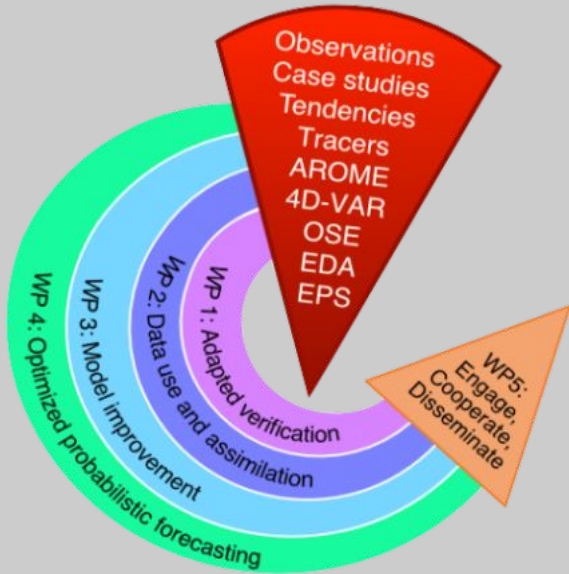 Observations
Case studies
Tendencies
Tracers
AROME
4D-VAR
OSE
EDA
EPS
WP 1: Adapted verification
WP 2: Data use and assimilation
WP 3: Model improvement
WP 4: Optimized probabilistic forecasting
WP5:
Engage,
Cooperate,
Disseminate